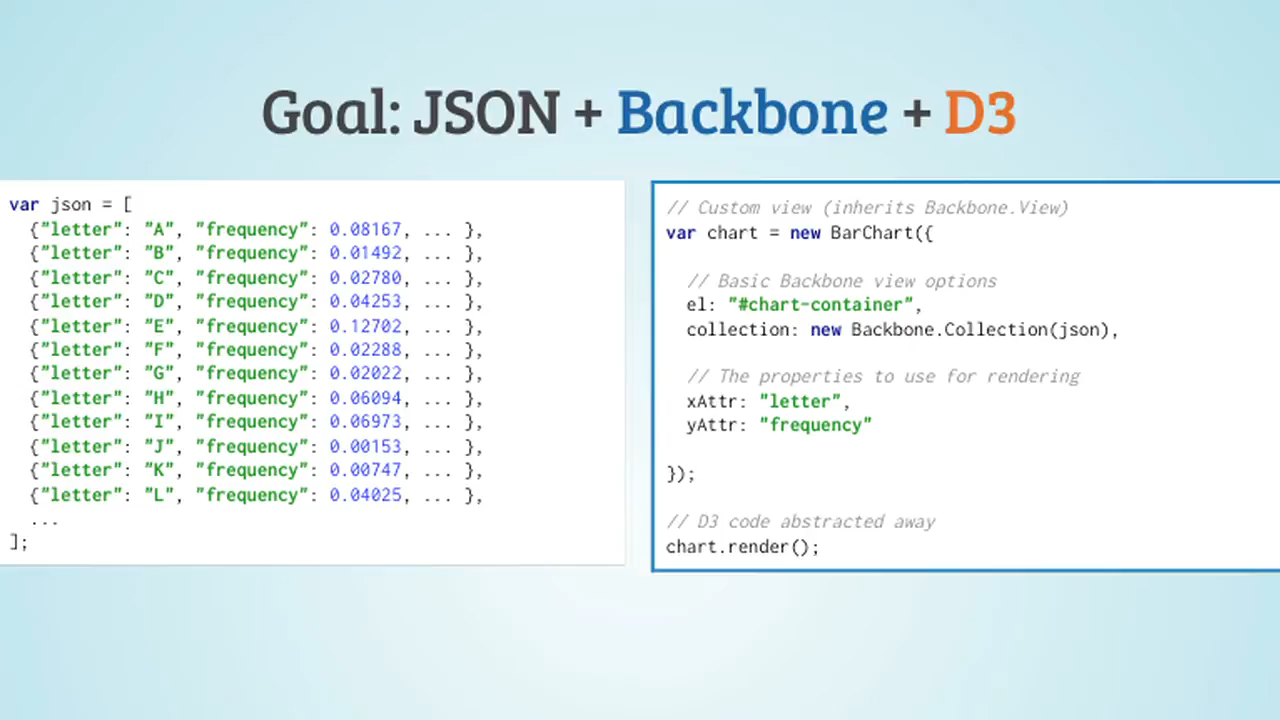 Goal: JSON + Backbone + D3
var json = [
{"letter": "A", "frequency": 0.08167, ... },
{"letter": "B", "frequency": 0.01492, ... },
{"letter": "C", "frequency": 0.02780, ... },
{"letter": "D", "frequency": 0.04253, ... },
{"letter": "E", "frequency": 0.12702, ... },
{"letter": "F", "frequency": 0.02288, ... },
{"letter": "G", "frequency": 0.02022, ... },
{"letter": "H", "frequency": 0.06094, ... },
{"letter": "I", "frequency": 0.06973, ... },
{"letter": "J", "frequency": 0.00153, ... },
{"letter": "K", "frequency": 0.00747, ... },
{"letter": "L", "frequency": 0.04025, ... },
...
];
// Custom view (inherits Backbone.View)
var chart = new BarChart({
// Basic Backbone view options
el: "#chart-container",
collection: new Backbone.Collection(json),
// The properties to use for rendering
xAttr: "letter",
yAttr: "frequency"
});
// D3 code abstracted away
chart.render();